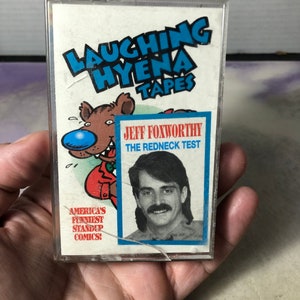 LAUGHING
HYENA
TAPES
JEFF FOXWORTHY
THE REDNECK TEST
AMERICA'S
FUNNIEST
STANDUP
COMICS!